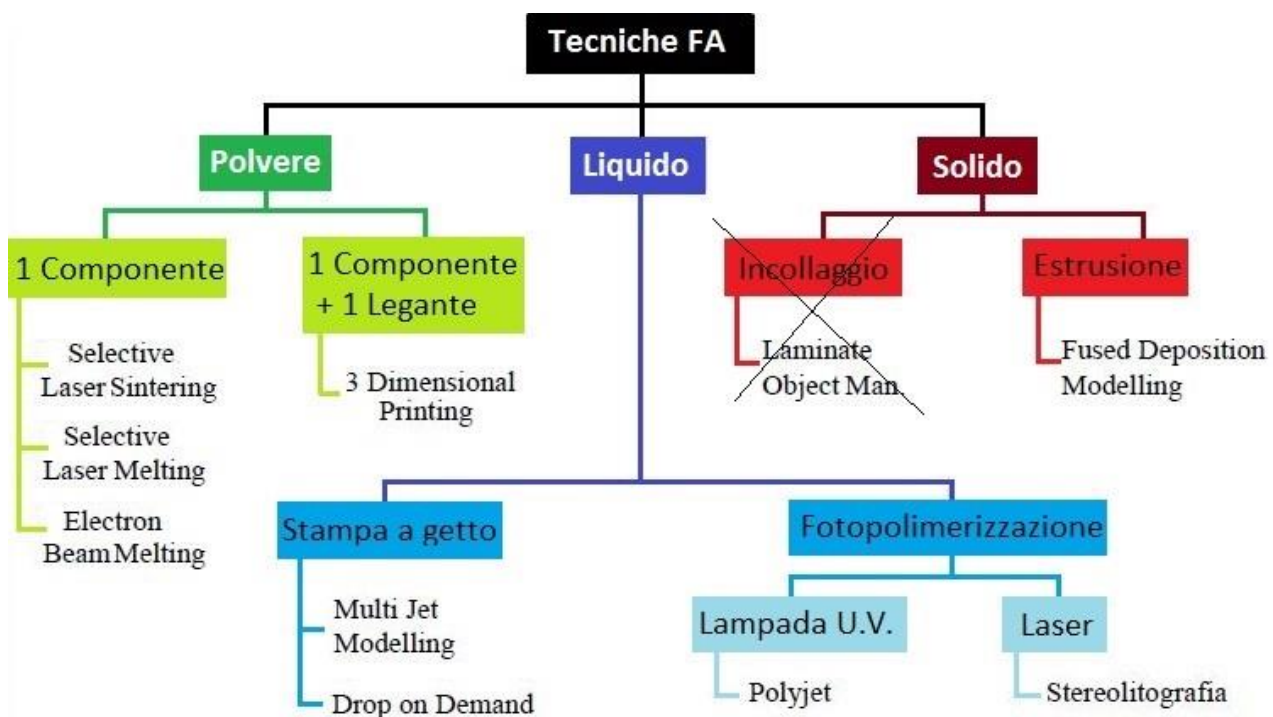 Tecniche FA
Polvere
Liquido
Solido
1 Componente
1 Componente
+ 1 Legante
Incollaggio
Estrusione
Selective
Laser Sintering
3 Dimensional
Printing
Laminate
Object Man
Fused Deposition
Modelling
Selective
Laser Melting
Electron
Beam Melting
Stampa a getto
Fotopolimerizzazione
Multi Jet
Modelling
Drop on Demand
Lampada U.V.
Laser
Polyjet
Stereolitografia